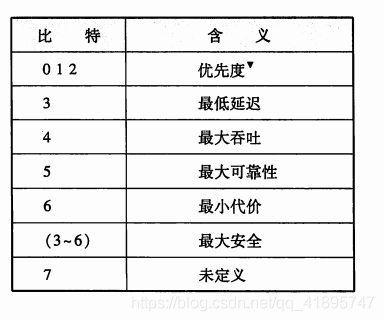 比 特 含 义
0 1 2 优先度▼
3 最低延迟
4 最大吞吐
5 最大可靠性
6 最小代价
(3~6) 最大安全
7 未定义
https://blog.csdn.net/qq_41895747